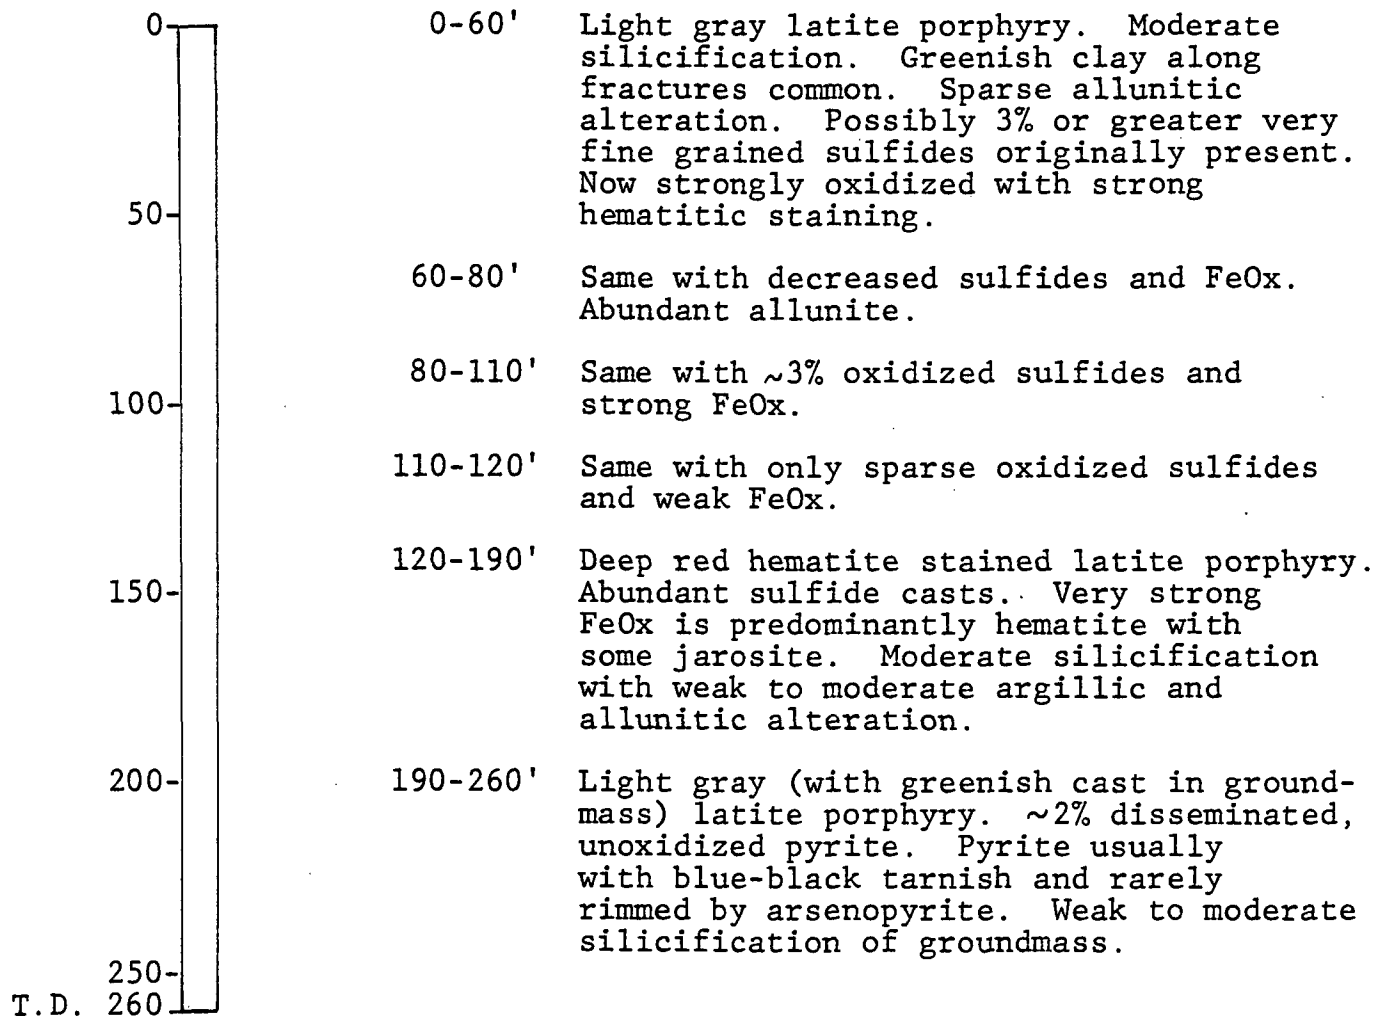 0-
50-
100-
150-
200-
250-
T.D. 260
0-60' Light gray latite porphyry. Moderate
silicification. Greenish clay along
fractures common. Sparse allunitic
alteration. Possibly 3% or greater very
fine grained sulfides originally present.
Now strongly oxidized with strong
hematitic staining.
60-80' Same with decreased sulfides and FeOx.
Abundant allunite.
80-110' Same with ~3% oxidized sulfides and
strong FeOx.
110-120' Same with only sparse oxidized sulfides
and weak FeOx.
120-190' Deep red hematite stained latite porphyry.
Abundant sulfide casts. Very strong
FeOx is predominantly hematite with
some jarosite. Moderate silicification
with weak to moderate argillic and
allunitic alteration.
190-260' Light gray (with greenish cast in ground-
mass) latite porphyry. ~2% disseminated,
unoxidized pyrite. Pyrite usually
with blue-black tarnish and rarely
rimmed by arsenopyrite. Weak to moderate
silicification of groundmass.